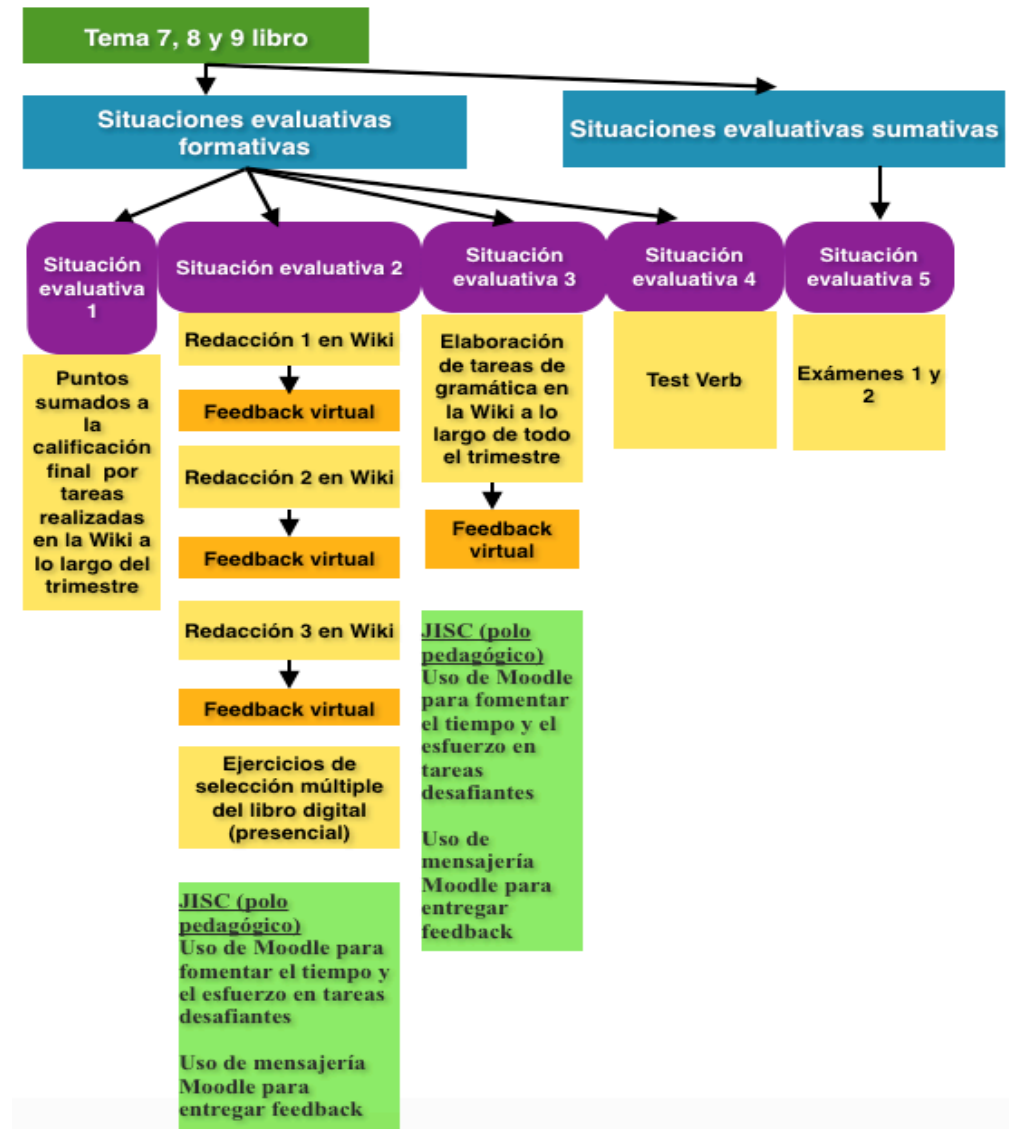 Tema 7, 8 y 9 libro
Situaciones evaluativas
formativas
Situaciones evaluativas sumativas
Situación
evaluativa
1
Puntos
sumados a
la
calificación
final por
tareas
realizadas
en la Wiki a
lo largo del
trimestre
Situación evaluativa 2
Redacción 1 en Wiki
Feedback virtual
Redacción 2 en Wiki
Feedback virtual
Redacción 3 en Wiki
Feedback virtual
Ejercicios de
selección múltiple
del libro digital
(presencial)
JISC (polo
pedagógico)
Uso de Moodle para
fomentar el tiempo y
el esfuerzo en tareas
desafiantes
Uso de mensajería
Moodle para
entregar feedback
Situación
evaluativa 3
Elaboración
de tareas de
gramática en
la Wiki a lo
largo de todo
el trimestre
Feedback
virtual
JISC (polo
pedagógico)
Uso de Moodle
para fomentar
el tiempo y el
esfuerzo en
tareas
desafiantes
Uso de
mensajería
Moodle para
entregar
feedback
Situación
evaluativa 4
Test Verb
Situación
evaluativa 5
Exámenes 1 y
2